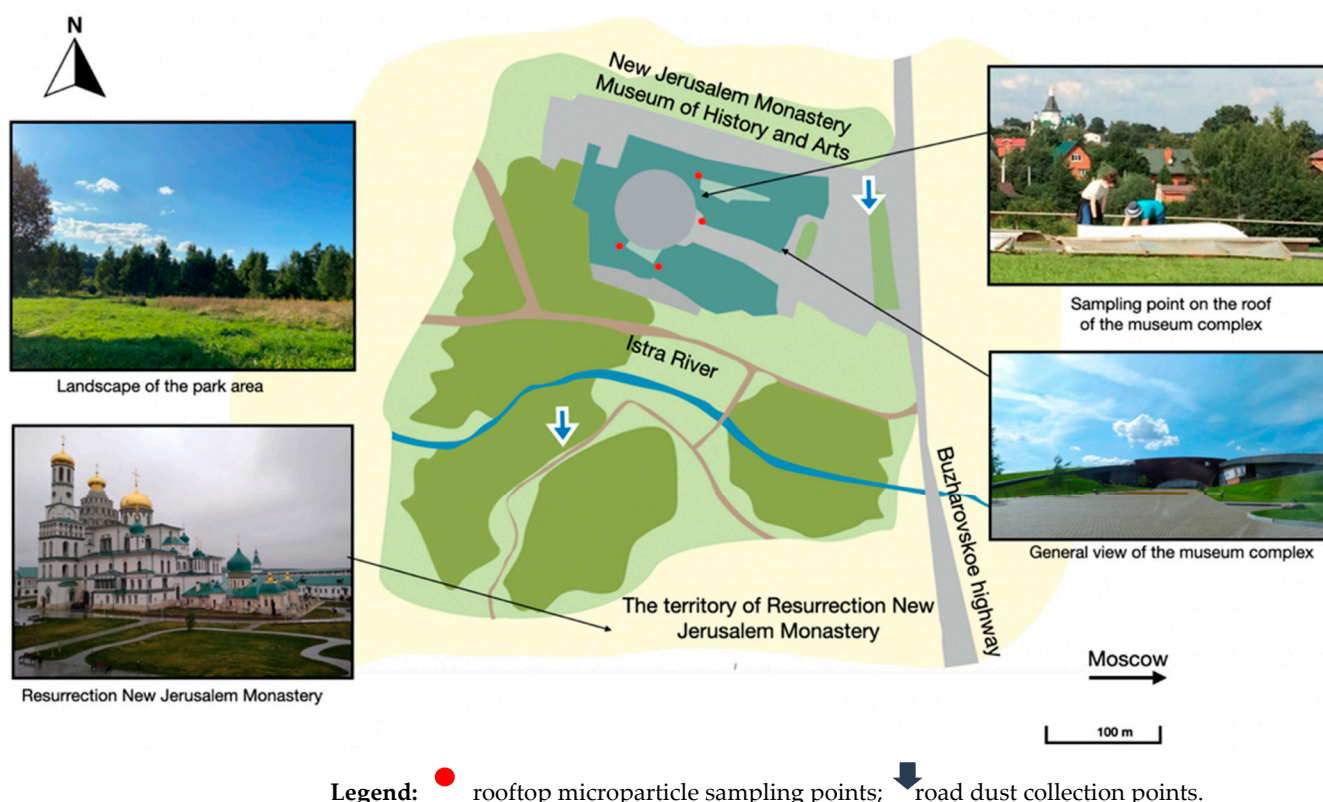 N
New Jerusalem Monastery
Museum of History and Arts
Sampling point on the roof
of the museum complex
Landscape of the park area
Istra River
Buzharovskoe highway
General view of the museum complex
The territory of Resurrection New
Jerusalem Monastery
Resurrection New Jerusalem Monastery
Moscow
100 m
Legend: rooftop microparticle sampling points; road dust collection points.